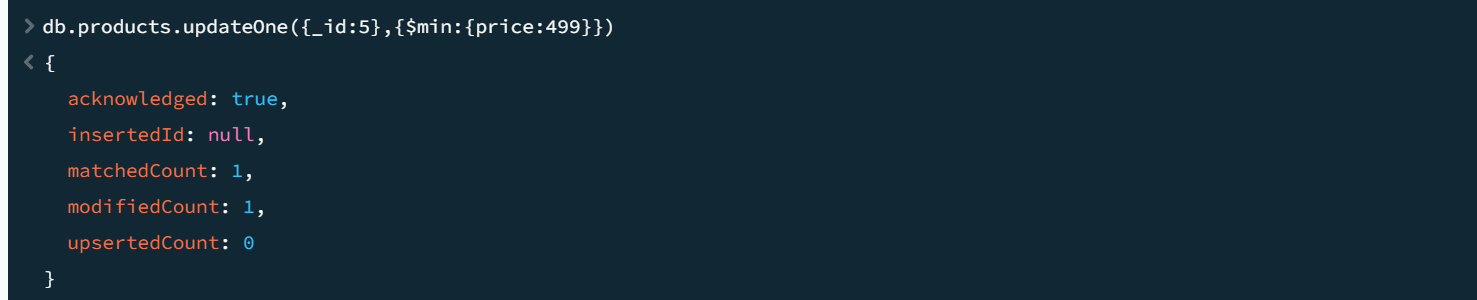 > db.products.updateOne({_id:5},{$min:{price:499}})
< {
acknowledged: true,
insertedId: null,
matchedCount: 1,
modifiedCount: 1,
upsertedCount: 0
}